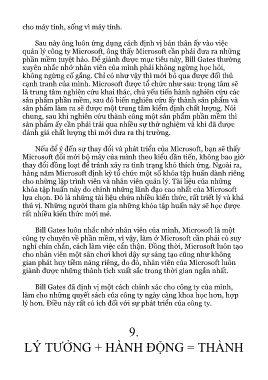 cho máy tính, sống vì máy tính.
Sau này ông luôn ứng dụng cách định vị bản thân ấy vào việc
quản lý công ty Microsoft, ông thấy Microsoft cần phải đưa ra những
phần mềm tuyệt hảo. Để giành được mục tiêu này, Bill Gates thường
xuyên nhắc nhở nhân viên của mình phải không ngừng học hỏi,
không ngừng cố gắng. Chỉ có như vậy thì mới bỏ qua được đối thủ
cạnh tranh của mình. Microsoft được tổ chức như sau: trọng tâm sẽ
là trung tâm nghiên cứu khai thác, chủ yếu tiến hành nghiên cứu các
sản phẩm phần mềm, sau đó biến nghiên cứu ấy thành sản phẩm và
sản phẩm làm ra sẽ được một trung tâm kiểm định chất lượng. Nói
chung, sau khi nghiên cứu thành công một sản phẩm phần mềm thì
sản phẩm ấy cần phải trải qua nhiều sự thử nghiệm và khi đã được
đánh giá chất lượng thì mới đưa ra thị trường.
Nếu để ý đến sự thay đổi và phát triển của Microsoft, bạn sẽ thấy
Microsoft đổi mới bộ máy của mình theo kiểu dần tiến, không bao giờ
thay đổi đồng loạt để tránh xảy ra tình trạng khó thích ứng. Ngoài ra,
hàng năm Microsoft định kỳ tổ chức một số khóa tập huấn dành riêng
cho những lập trình viên và nhân viên quản lý. Tài liệu của những
khóa tập huấn này do chính những lãnh đạo cao nhất của Microsoft
lựa chọn. Đó là những tài liệu chứa nhiều kiến thức, rất triết lý và khá
thú vị. Những người tham gia những khóa tập huấn này sẽ học được
rất nhiều kiến thức mới mẻ.
Bill Gates luôn nhắc nhở nhân viên của mình, Microsoft là một
công ty chuyên về phần mềm, vì vậy, làm ở Microsoft cần phải có suy
nghĩ chín chắn, cách làm việc cẩn thận. Đồng thời, Microsoft luôn tạo
cho nhân viên một sân chơi khơi dậy sự sáng tạo cũng như không
gian phát huy tiềm năng riêng, do đó, nhân viên của Microsoft luôn
giành được những thành tích xuất sắc trong thời gian ngắn nhất.
Bill Gates đã định vị một cách chính xác cho công ty của mình,
làm cho những quyết sách của công ty ngày càng khoa học hơn, hợp
lý hơn. Điều này rất có ích đối với sự phát triển của công ty.
9.
LÝ TƯỞNG + HÀNH ĐỘNG = THÀNH